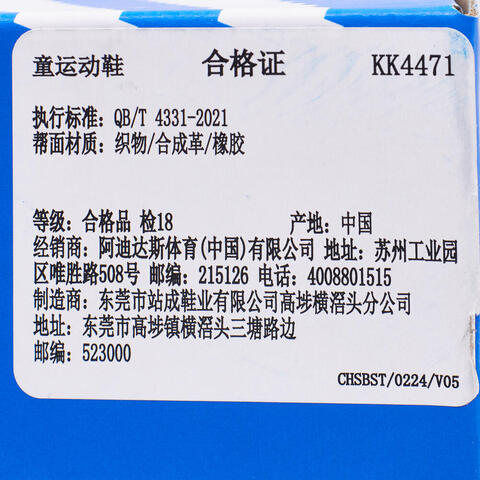 童运动鞋 合格证 KK4471
执行标准: QB/T 4331-2021
帮面材质: 织物/合成革/橡胶
等级: 合格品 检18 产地: 中国
经销商: 阿迪达斯体育(中国)有限公司 地址: 苏州工业园
区唯胜路508号 邮编: 215126 电话: 4008801515
制造商: 东莞市站成鞋业有限公司高埗横滘头分公司
地址: 东莞市高埗镇横滘头三塘路边
邮编: 523000
CHSBST/0224/V05